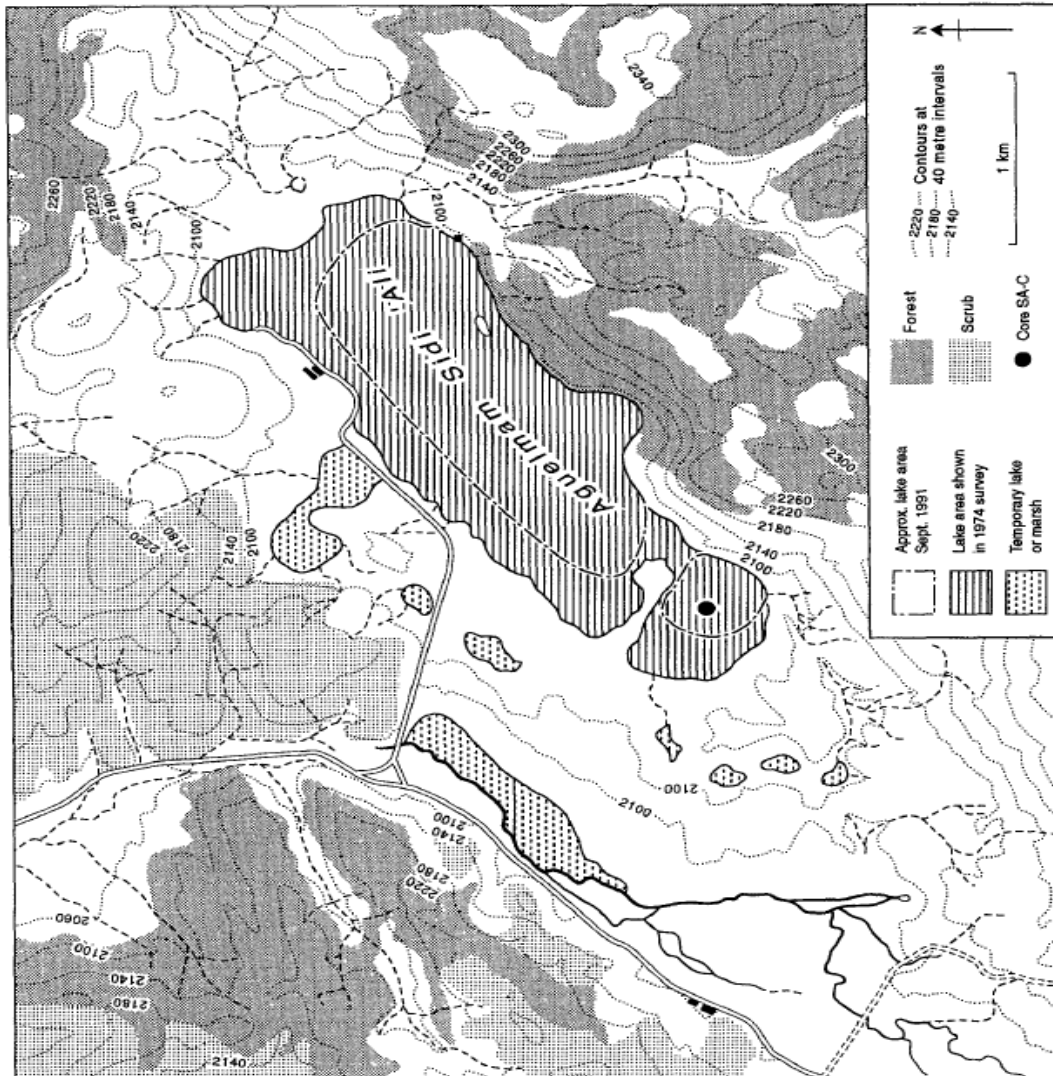 2260
2220
2180
2140
2100
2220
2180
2140
2100
2340
2300
2260
2220
2180
2140
2100
Aguelmam Sidi 'Ali
2300
2260
2220
2180
2140
2100
2060
2100
2140
2180
2140
2100
2140
2180
2220
2100
2100
Approx. lake area
Sept. 1991
Lake area shown
in 1974 survey
Temporary lake
or marsh
Forest
Scrub
Core SA-C
2220
2180
2140
Contours at
40 metre intervals
1 km
N